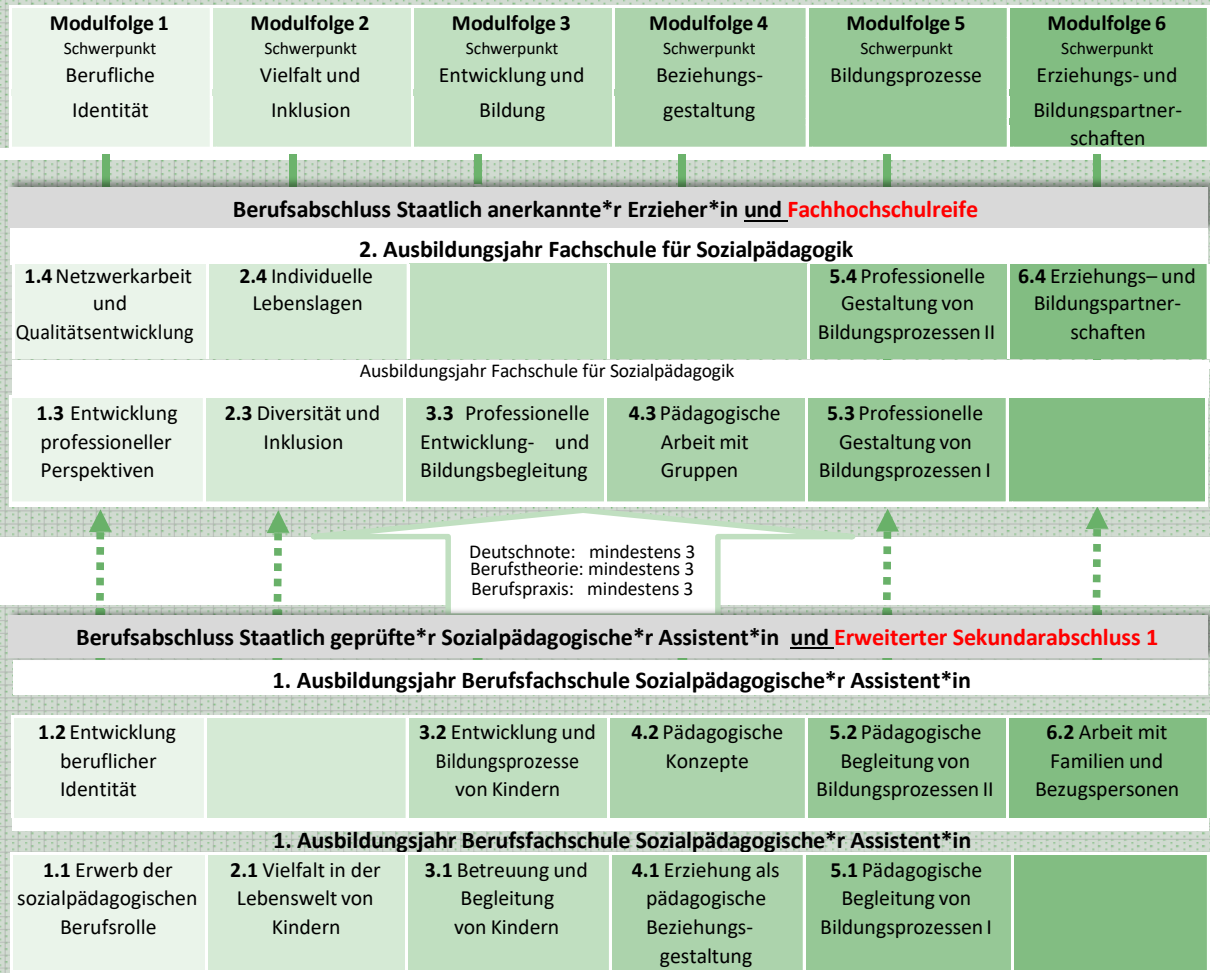 Modulfolge 1
Schwerpunkt
Berufliche
Identität
Modulfolge 2
Schwerpunkt
Vielfalt und
Inklusion
Modulfolge 3
Schwerpunkt
Entwicklung und
Bildung
Modulfolge 4
Schwerpunkt
Beziehungs-
gestaltung
Modulfolge 5
Schwerpunkt
Bildungsprozesse
Modulfolge 6
Schwerpunkt
Erziehungs- und
Bildungspartner-
schaften
Berufsabschluss Staatlich anerkannte*r Erzieher*in und Fachhochschulreife
2. Ausbildungsjahr Fachschule für Sozialpädagogik
1.4 Netzwerkarbeit
und
Qualitätsentwicklung
2.4 Individuelle
Lebenslagen
5.4 Professionelle
Gestaltung von
Bildungsprozessen II
6.4 Erziehungs– und
Bildungspartner-
schaften
Ausbildungsjahr Fachschule für Sozialpädagogik
1.3 Entwicklung
professioneller
Perspektiven
2.3 Diversität und
Inklusion
3.3 Professionelle
Entwicklung- und
Bildungsbegleitung
4.3 Pädagogische
Arbeit mit
Gruppen
5.3 Professionelle
Gestaltung von
Bildungsprozessen I
Deutschnote: mindestens 3
Berufstheorie: mindestens 3
Berufspraxis: mindestens 3
Berufsabschluss Staatlich geprüfte*r Sozialpädagogische*r Assistent*in und Erweiterter Sekundarabschluss 1
1. Ausbildungsjahr Berufsfachschule Sozialpädagogische*r Assistent*in
1.2 Entwicklung
beruflicher
Identität
3.2 Entwicklung und
Bildungsprozesse
von Kindern
4.2 Pädagogische
Konzepte
5.2 Pädagogische
Begleitung von
Bildungsprozessen II
6.2 Arbeit mit
Familien und
Bezugspersonen
1. Ausbildungsjahr Berufsfachschule Sozialpädagogische*r Assistent*in
1.1 Erwerb der
sozialpädagogischen
Berufsrolle
2.1 Vielfalt in der
Lebenswelt von
Kindern
3.1 Betreuung und
Begleitung
von Kindern
4.1 Erziehung als
pädagogische
Beziehungs-
gestaltung
5.1 Pädagogische
Begleitung von
Bildungsprozessen I